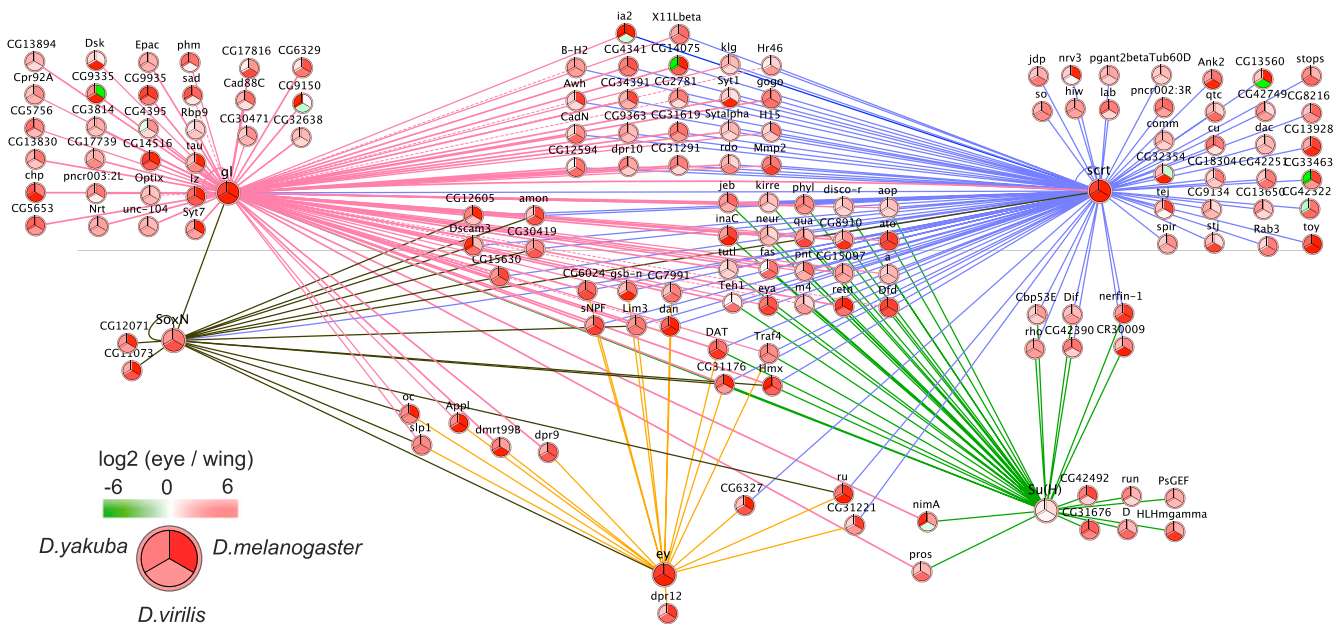 ia2 X11Lbeta
CG13894 Dsk Epac phm CG17816 CG6329
B-H2 CG4341 CG14075 klg Hr46
jdp nrv3 pgant2 betaTub60D Ank2 CG13560 stops
Cpr92A CG9335 CG9935 sad Cad88C CG9150
Awh CG34391 CG2781 Syt1 gogo
so hiw lab pncr002:3R qtc CG42749 CG8216
CG5756 CG3814 CG4395 Rbp9 CG30471 CG32638
CadN CG9363 CG31619 Sytalpha H15
comm cu dac CG13928
CG13830 CG17739 CG14516 tau
CG12594 dpr10 CG31291 rdo Mmp2
CG32354 CG18304 CG42251 CG33463
chp pncr003:2L Optix lz gl
scrt
jeb kirre phyl disco-r aop
tej CG9134 CG13650 CG42322
CG5653 Nrt unc-104 Syt7
CG12605 amon
inaC neur qua CG8910 ato
spir stj Rab3 toy
Dscam3 CG30419
tutl fas pnt CG15097 a
CG15630
CG6024 gsb-n CG7991
Teh1 eya m4 retn Dfd
sNPF Lim3 dan
Cbp53E Dif nerfin-1
SoxN
CG12071
rho CG42390 CR30009
DAT Traf4
CG11073
CG31176 Hmx
oc Appl
slp1 dmrt99B dpr9
log2 (eye / wing)
-6 0 6
CG6327 ru
CG31221 nimA
Su(H) CG42492 run PsGEF
CG31676 D HLHmgamma
D.yakuba D.melanogaster
ey pros
dpr12
D.virilis